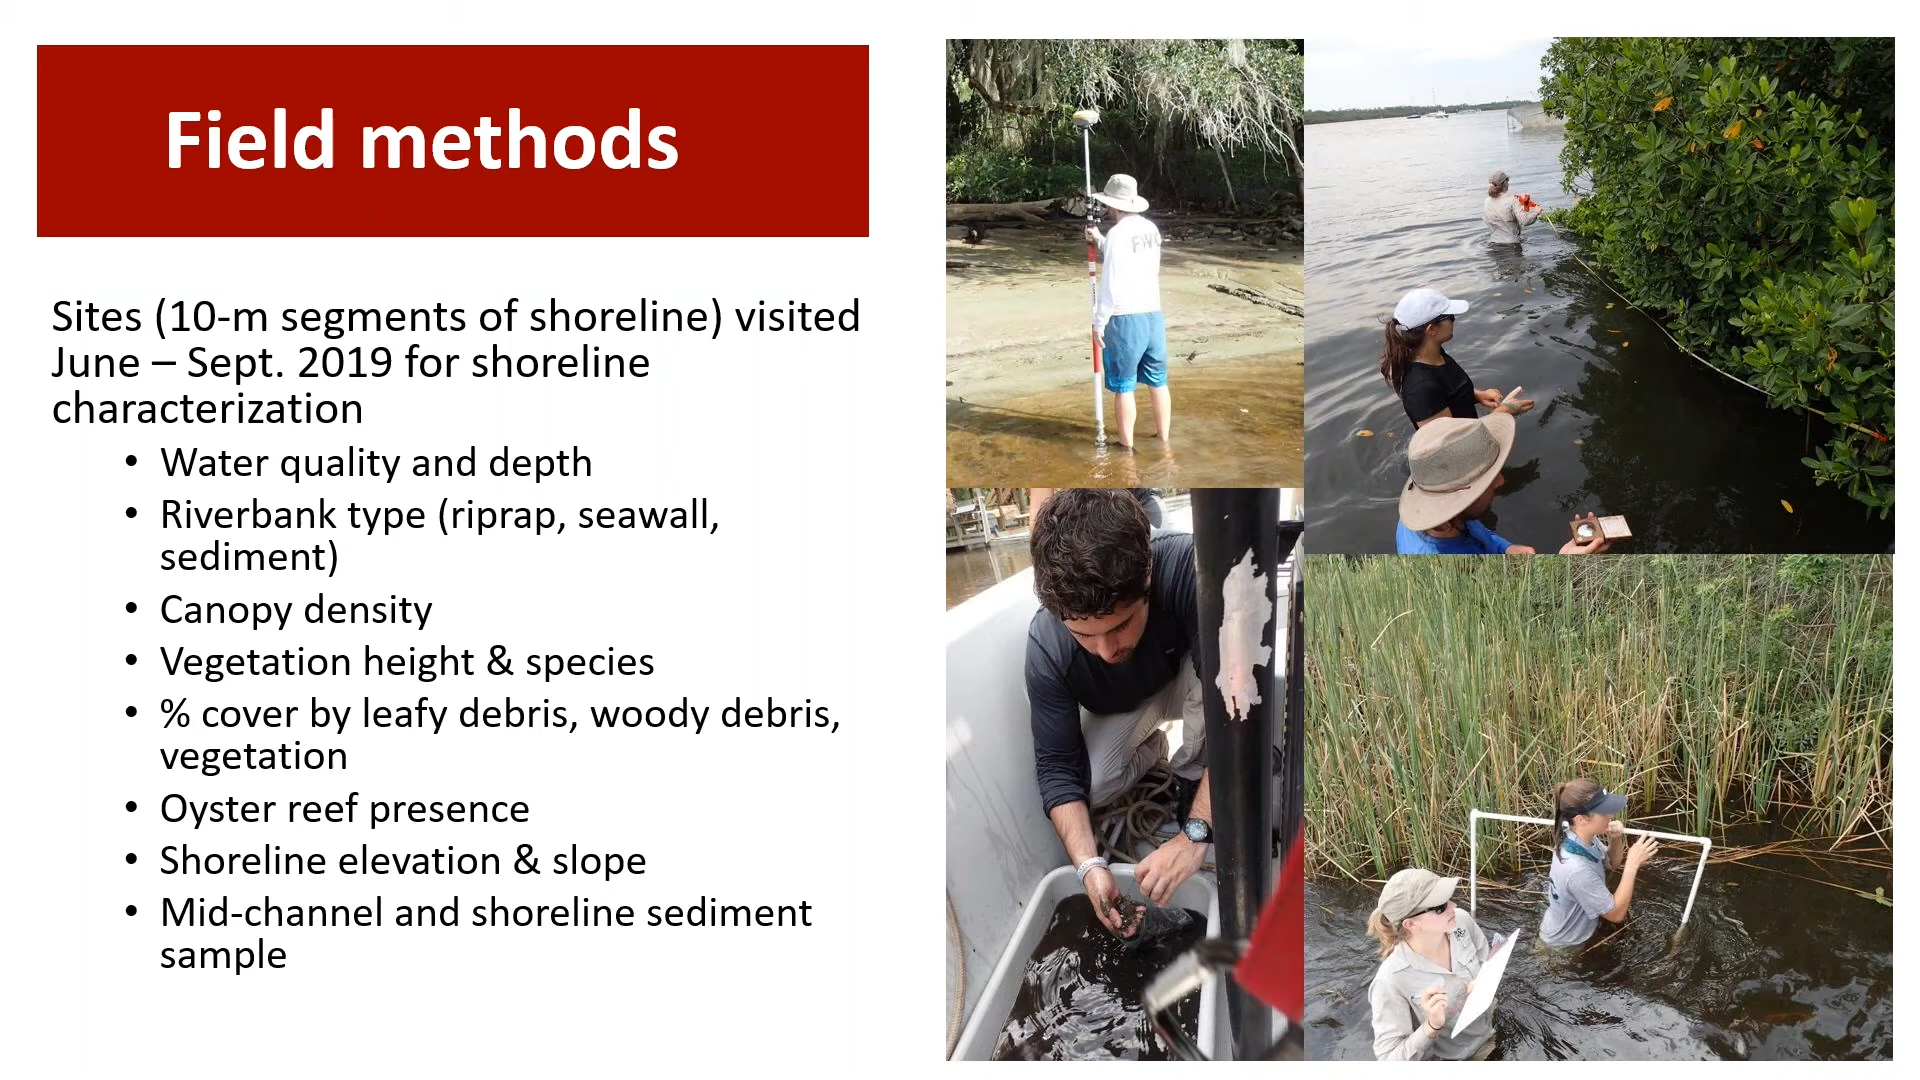 Field methods
Sites (10-m segments of shoreline) visited
June – Sept. 2019 for shoreline
characterization
• Water quality and depth
• Riverbank type (riprap, seawall,
sediment)
• Canopy density
• Vegetation height & species
• % cover by leafy debris, woody debris,
vegetation
• Oyster reef presence
• Shoreline elevation & slope
• Mid-channel and shoreline sediment
sample